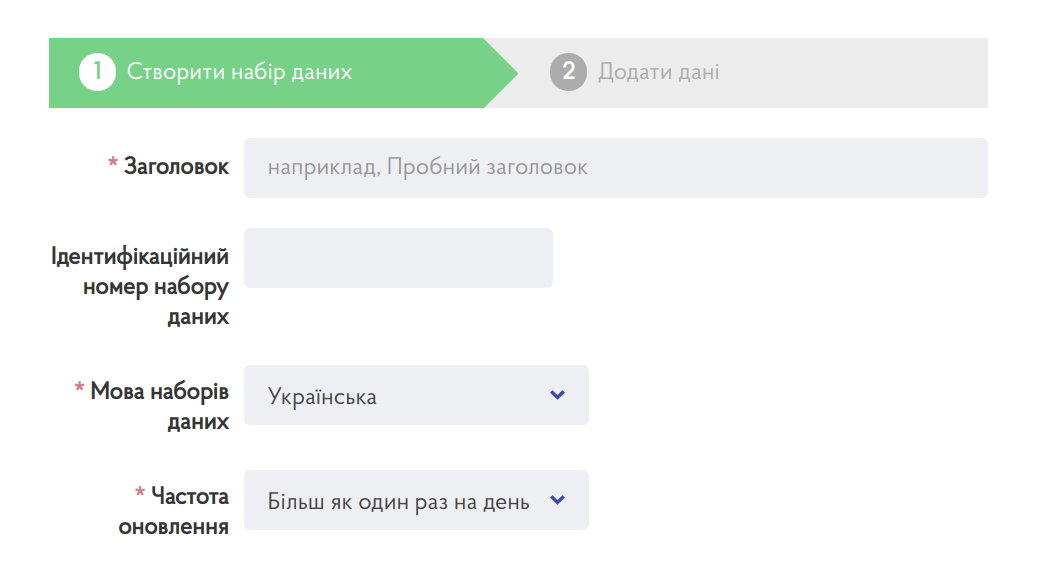 1 Створити набір даних
2 Додати дані
* Заголовок
наприклад, Пробний заголовок
Ідентифікаційний
номер набору
даних
* Мова наборів
даних
Українська
* Частота
оновлення
Більш як один раз на день